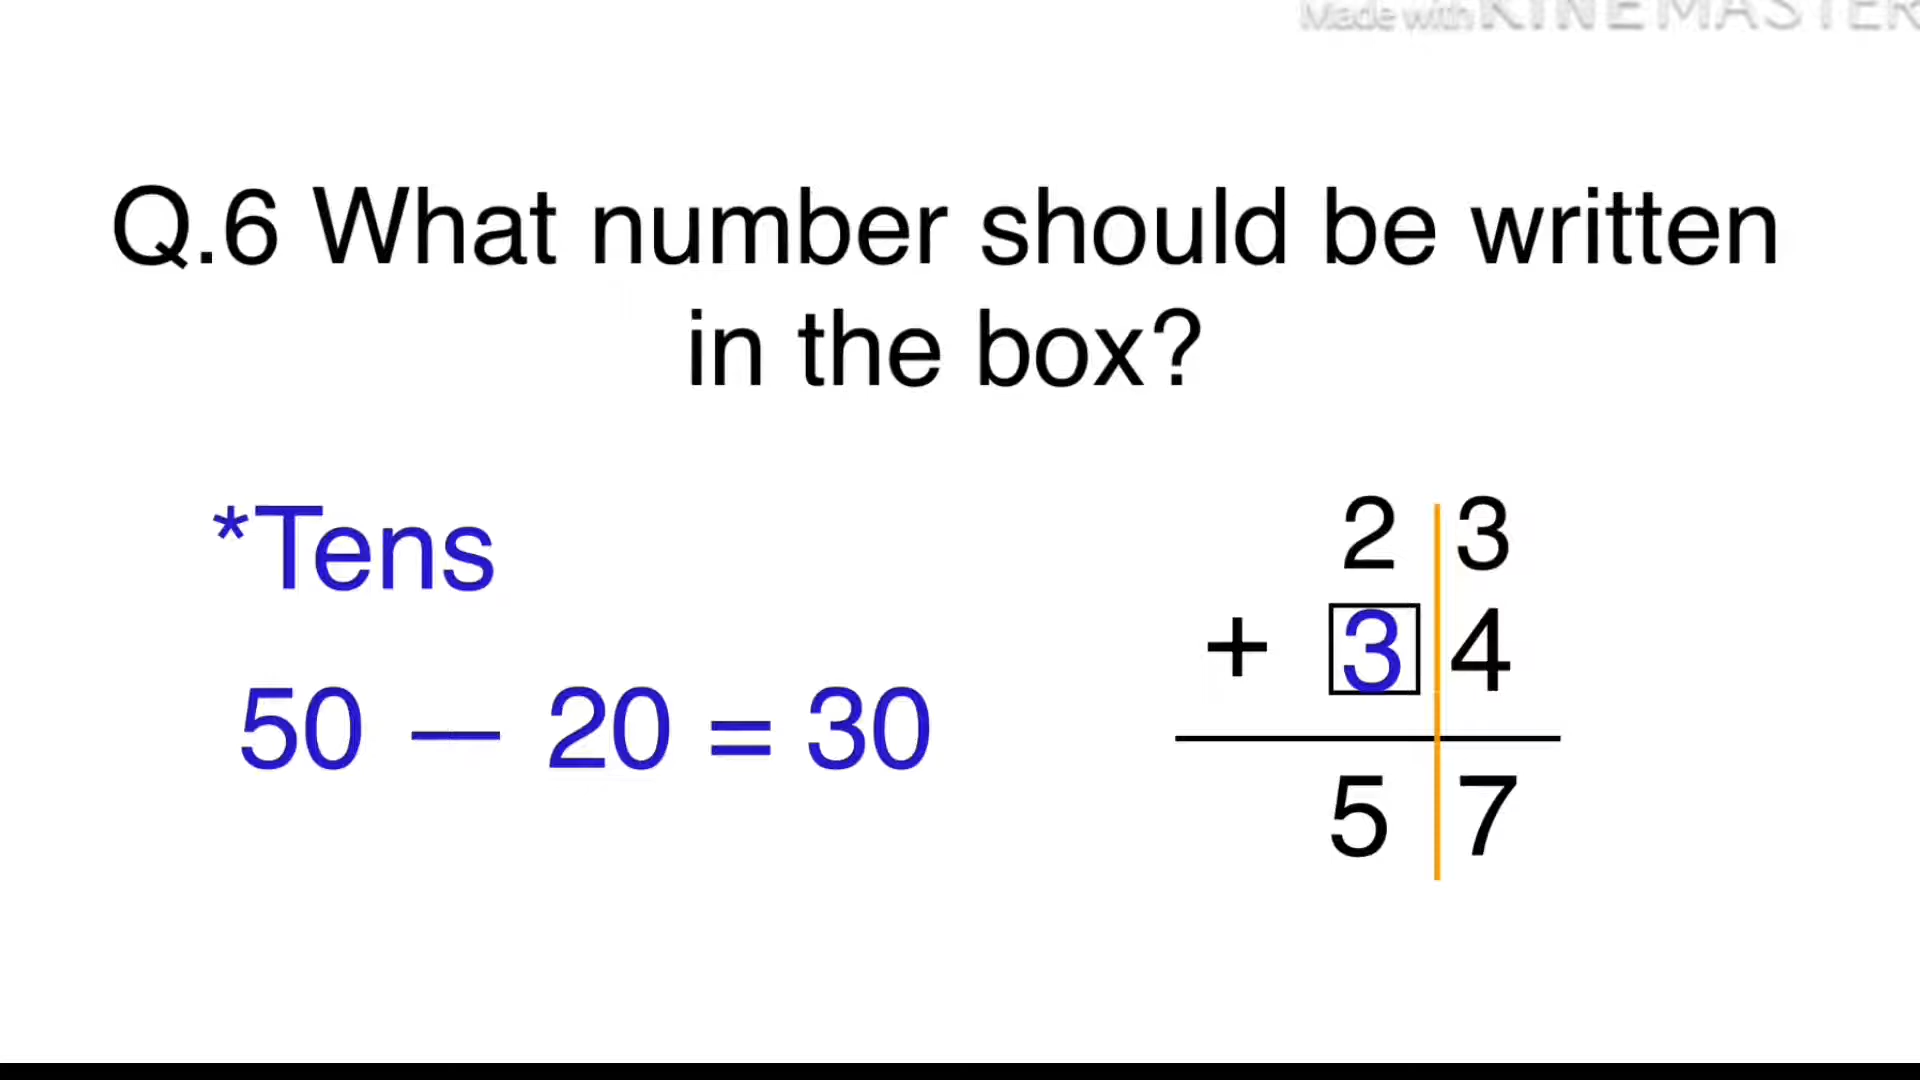 Made with KINEMASTER
Q.6 What number should be written
in the box?
*Tens
50 — 20 = 30
2 3
+ 3 4
5 7